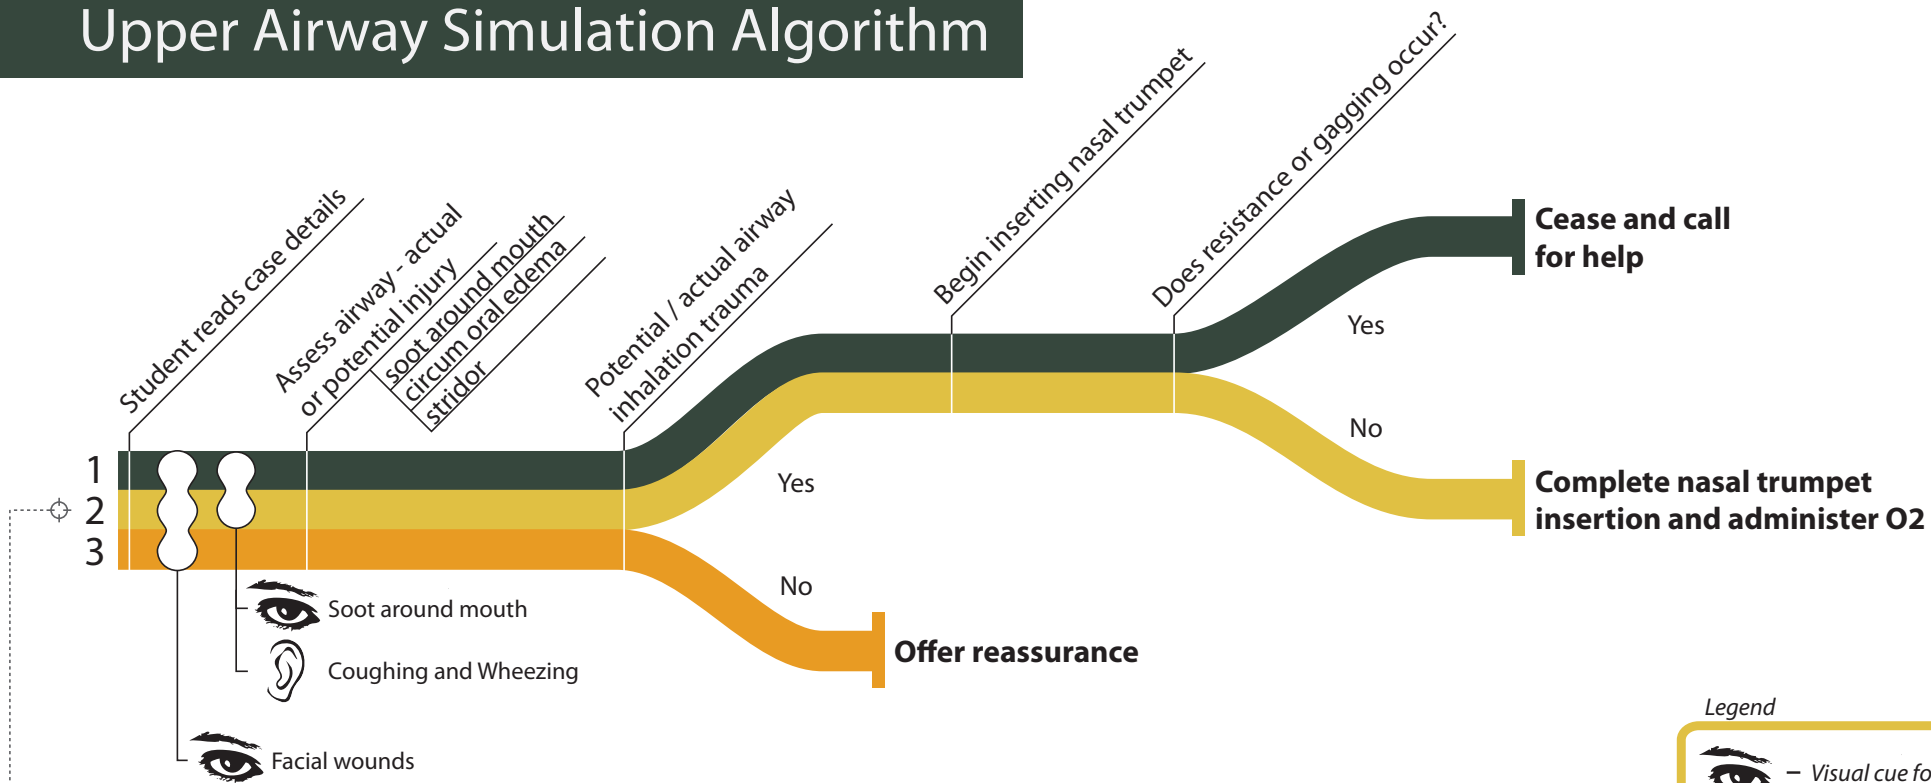 Upper Airway Simulation Algorithm
Student reads case details
Assess airway - actual
or potential injury
soot around mouth
circum oral edema
stridor
Potential / actual airway
inhalation trauma
Begin inserting nasal trumpet
Does resistance or gagging occur?
Cease and call
for help
Yes
No
Complete nasal trumpet
insertion and administer O2
1
2
3
Yes
No
Offer reassurance
Soot around mouth
Coughing and Wheezing
Facial wounds
Legend
– Visual cue fo